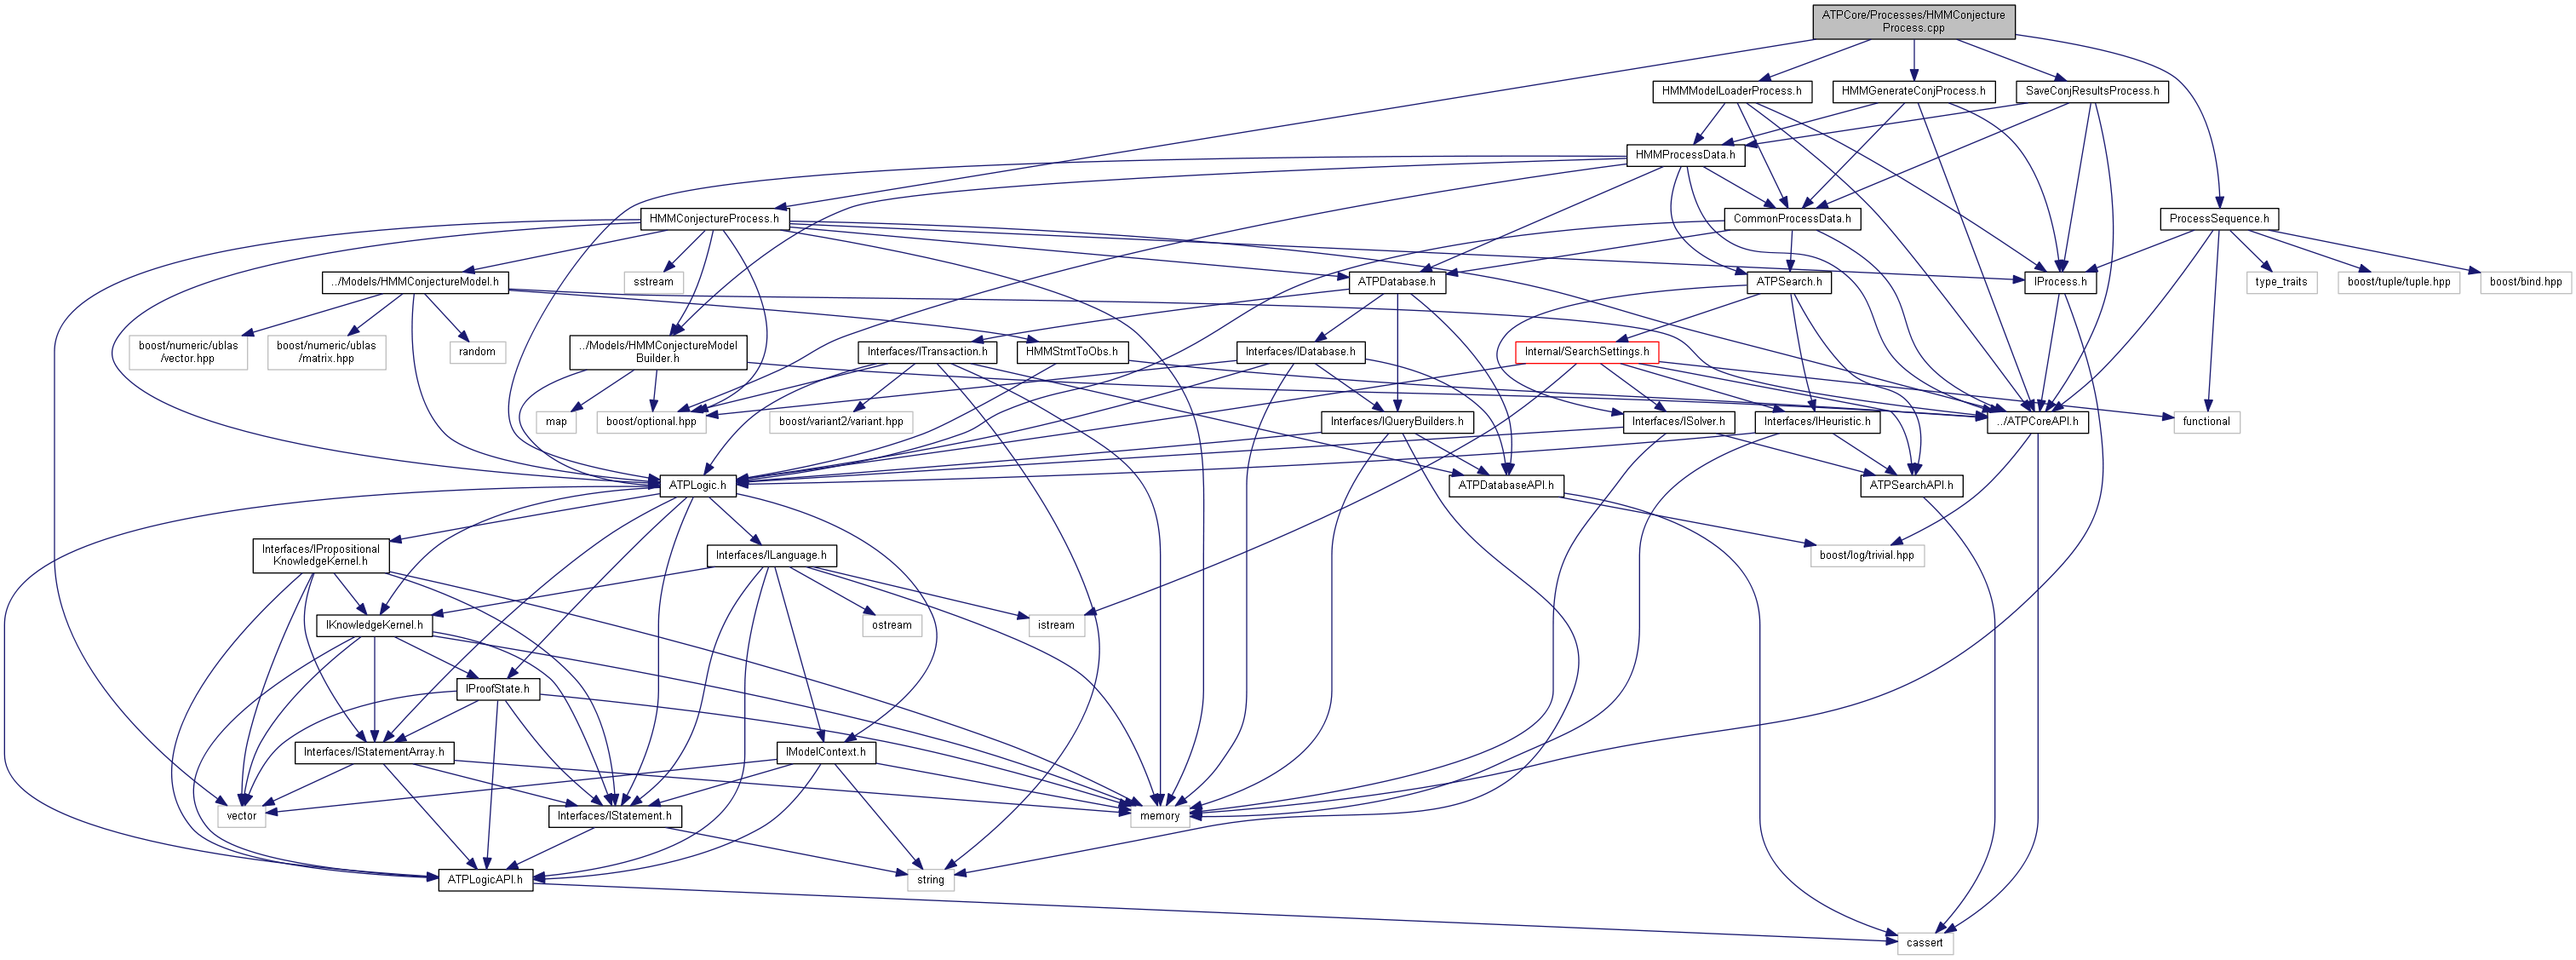 ATPCore/Processes/HMMConjecture
Process.cpp
HMMModelLoaderProcess.h
HMMGenerateConjProcess.h
SaveConjResultsProcess.h
HMMProcessData.h
HMMConjectureProcess.h
CommonProcessData.h
ProcessSequence.h
../Models/HMMConjectureModel.h
sstream
ATPDatabase.h
ATPSearch.h
IProcess.h
type_traits
boost/tuple/tuple.hpp
boost/bind.hpp
boost/numeric/ublas
/vector.hpp
boost/numeric/ublas
/matrix.hpp
random
../Models/HMMConjectureModel
Builder.h
Interfaces/ITransaction.h
HMMStmtToObs.h
Interfaces/IDatabase.h
Internal/SearchSettings.h
map
boost/optional.hpp
boost/variant2/variant.hpp
Interfaces/IQueryBuilders.h
Interfaces/ISolver.h
Interfaces/IHeuristic.h
../ATPCoreAPI.h
functional
ATPLogic.h
ATPDatabaseAPI.h
ATPSearchAPI.h
Interfaces/IPropositional
KnowledgeKernel.h
Interfaces/ILanguage.h
boost/log/trivial.hpp
IKnowledgeKernel.h
ostream
istream
IProofState.h
Interfaces/IStatementArray.h
IModelContext.h
vector
Interfaces/IStatement.h
memory
ATPLogicAPI.h
string
cassert